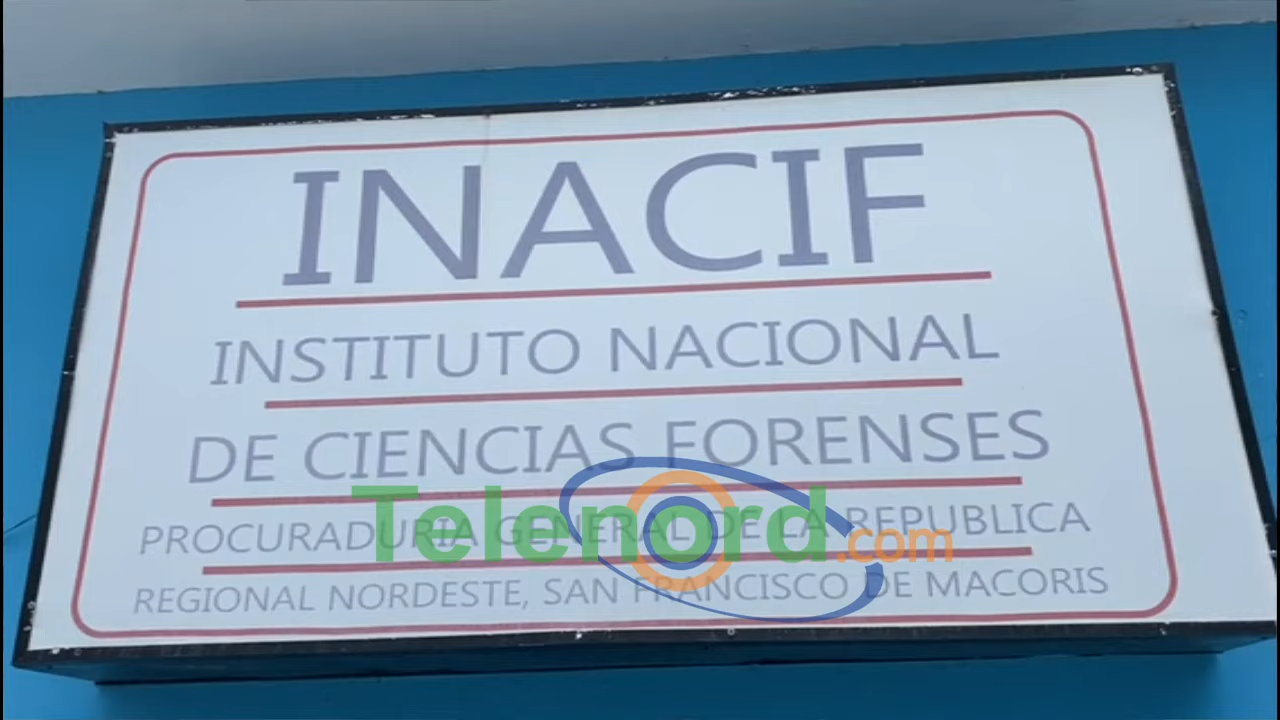 INACIF
INSTITUTO NACIONAL
DE CIENCIAS FORENSES
PROCURADURIA GENERAL DE LA REPUBLICA
REGIONAL NORDESTE, SAN FRANCISCO DE MACORIS
Telenord.com